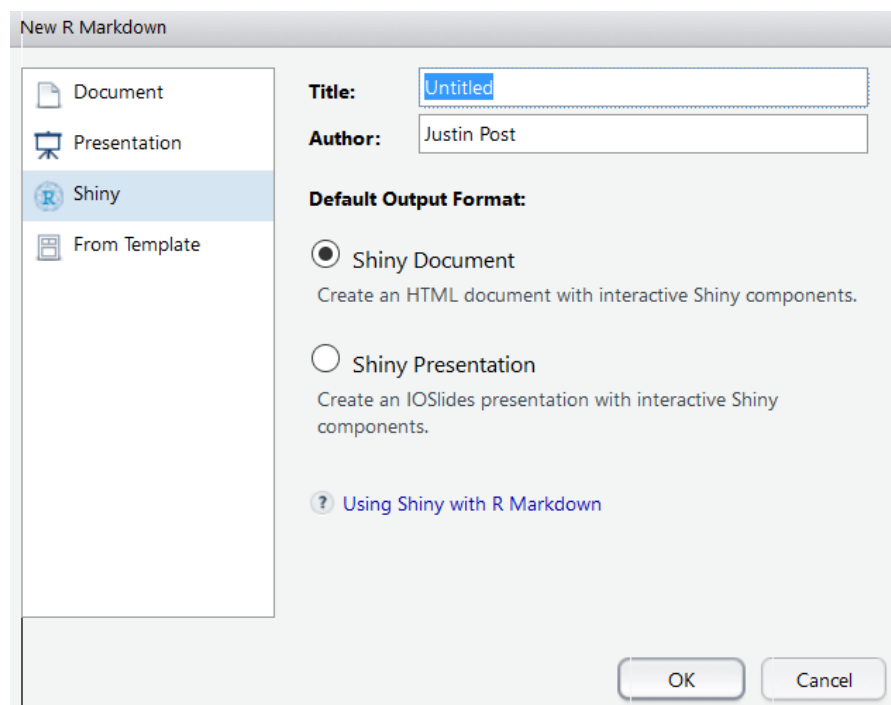 New R Markdown
Document
Presentation
R
Shiny
From Template
Title:
Untitled
Author:
Justin Post
Default Output Format:
Shiny Document
Create an HTML document with interactive Shiny components.
Shiny Presentation
Create an IOSlides presentation with interactive Shiny
components.
? Using Shiny with R Markdown
OK
Cancel